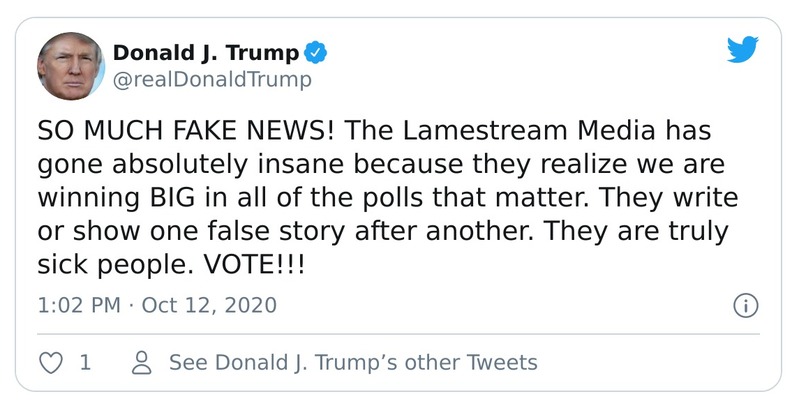 Donald J. Trump
@realDonaldTrump
SO MUCH FAKE NEWS! The Lamestream Media has
gone absolutely insane because they realize we are
winning BIG in all of the polls that matter. They write
or show one false story after another. They are truly
sick people. VOTE!!!
1:02 PM · Oct 12, 2020
1 See Donald J. Trump’s other Tweets